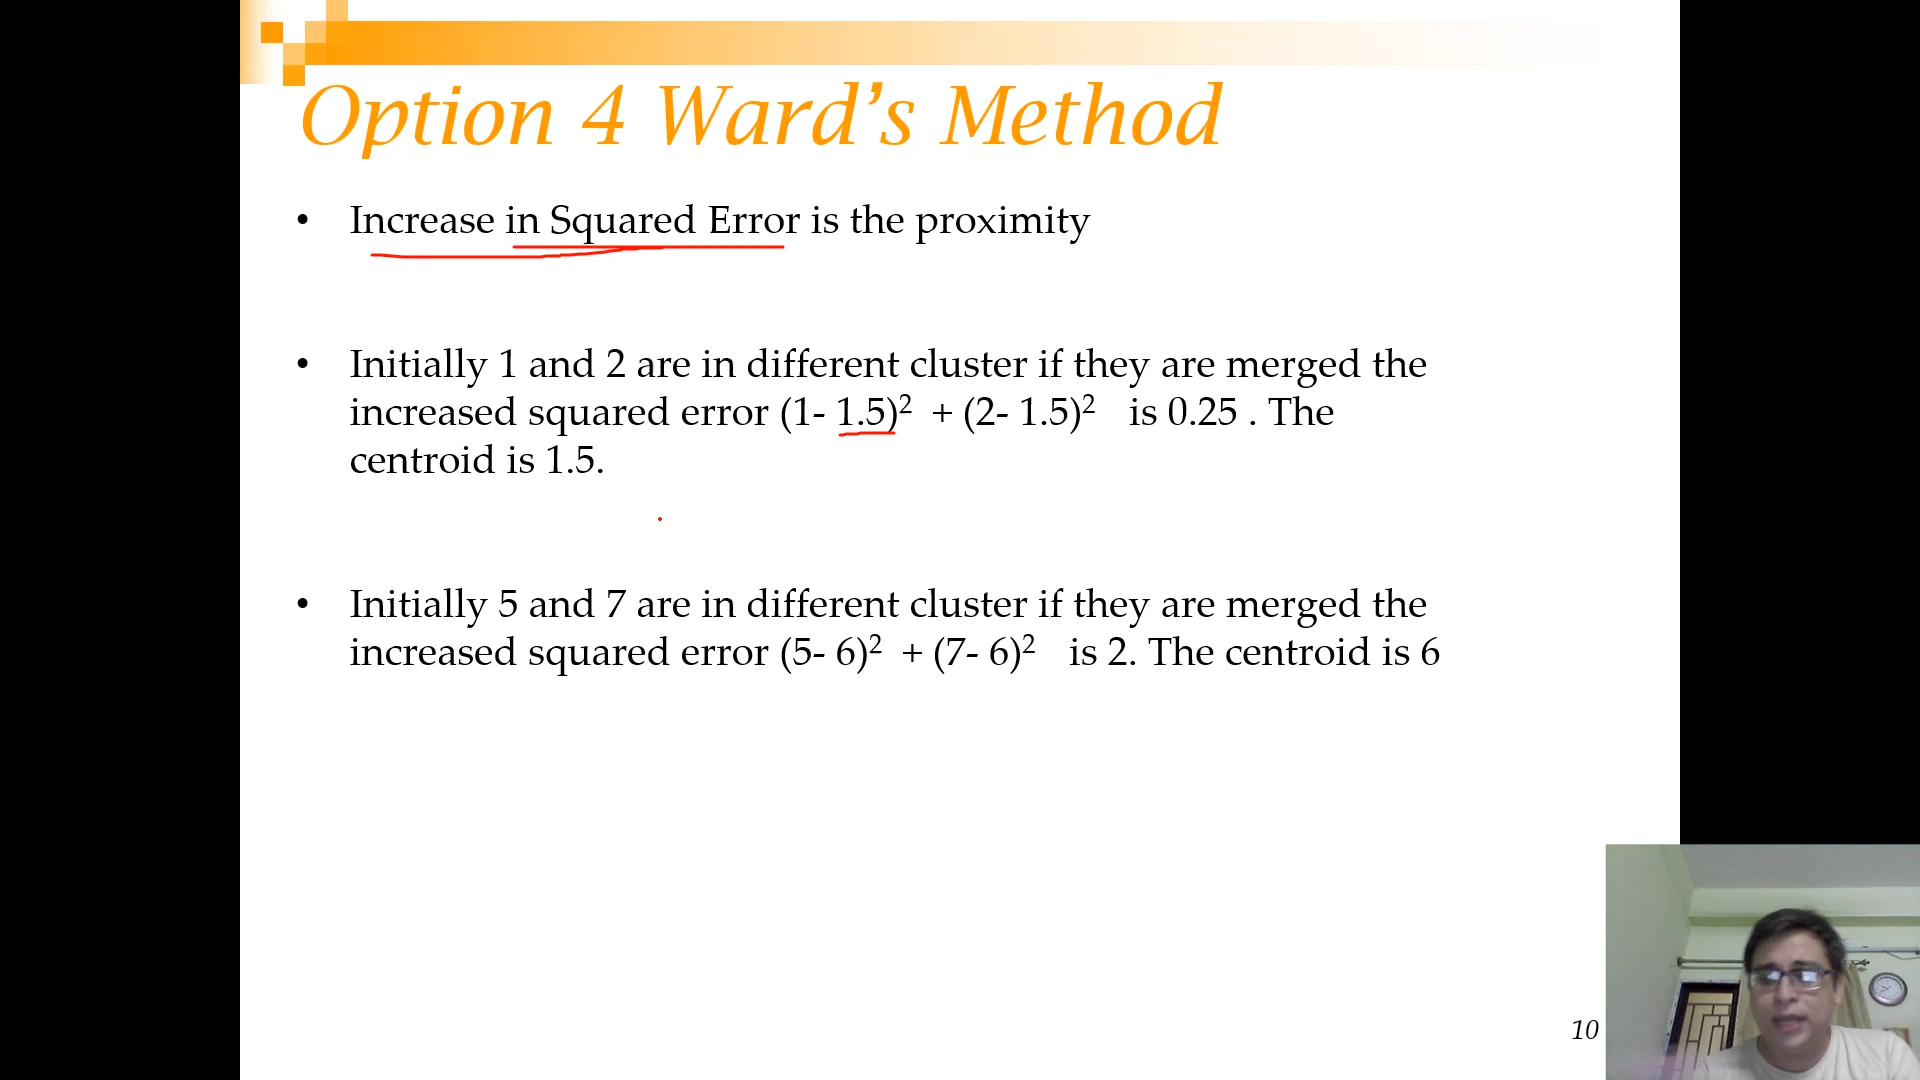 Option 4 Ward’s Method
• Increase in Squared Error is the proximity
• Initially 1 and 2 are in different cluster if they are merged the
increased squared error (1- 1.5)² + (2- 1.5)² is 0.25 . The
centroid is 1.5.
• Initially 5 and 7 are in different cluster if they are merged the
increased squared error (5- 6)² + (7- 6)² is 2. The centroid is 6
10